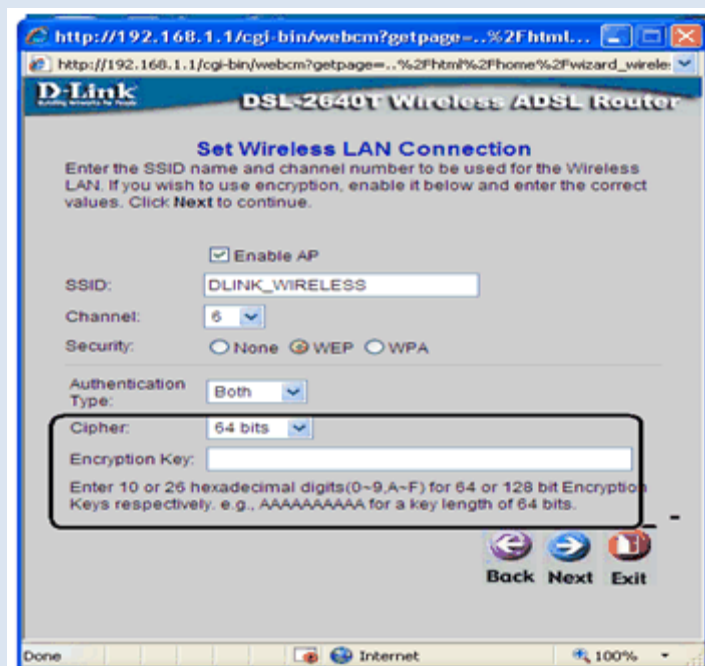 http://192.168.1.1/cgi-bin/webcm?getpage=..%2Fhtml...
http://192.168.1.1/cgi-bin/webcm?getpage=..%2Fhtml%2Fhome%2Fwizard_wirele
D-Link
Building Networks for People
DSL-2640T Wireless ADSL Router
Set Wireless LAN Connection
Enter the SSID name and channel number to be used for the Wireless
LAN. If you wish to use encryption, enable it below and enter the correct
values. Click Next to continue.
Enable AP
SSID: DLINK_WIRELESS
Channel: 6
Security: None WEP WPA
Authentication
Type: Both
Cipher: 64 bits
Encryption Key:
Enter 10 or 26 hexadecimal digits(0~9,A~F) for 64 or 128 bit Encryption
Keys respectively. e.g., AAAAAAAAAA for a key length of 64 bits.
Back Next Exit
Done Internet 100%